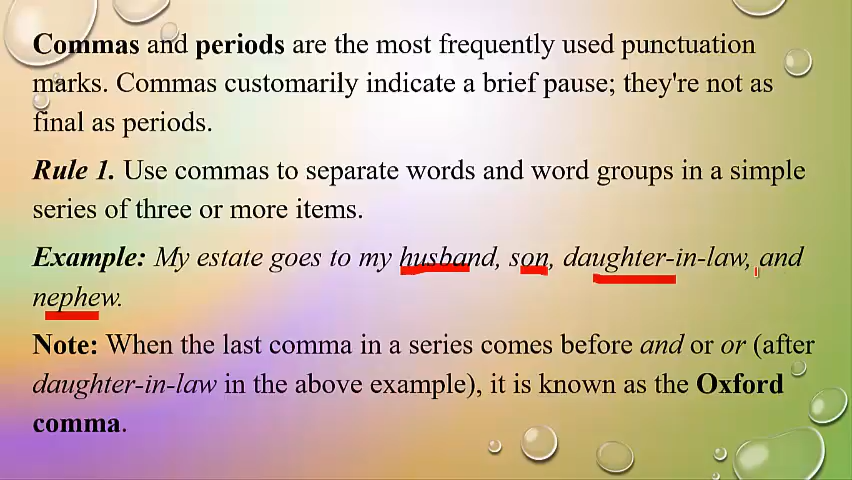 Commas and periods are the most frequently used punctuation
marks. Commas customarily indicate a brief pause; they're not as
final as periods.
Rule 1. Use commas to separate words and word groups in a simple
series of three or more items.
Example: My estate goes to my husband, son, daughter-in-law, and
nephew.
Note: When the last comma in a series comes before and or or (after
daughter-in-law in the above example), it is known as the Oxford
comma.